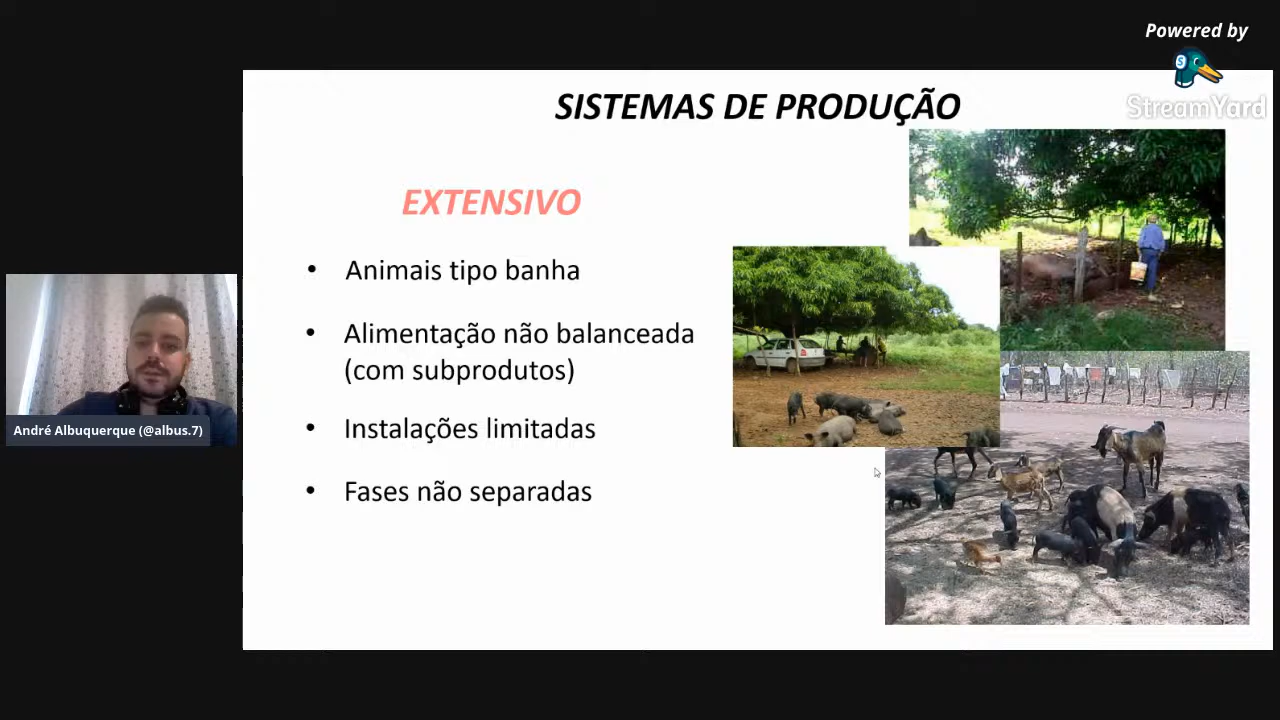 Powered by
StreamYard
SISTEMAS DE PRODUÇÃO
EXTENSIVO
• Animais tipo banha
• Alimentação não balanceada
(com subprodutos)
• Instalações limitadas
• Fases não separadas
André Albuquerque (@albus.7)